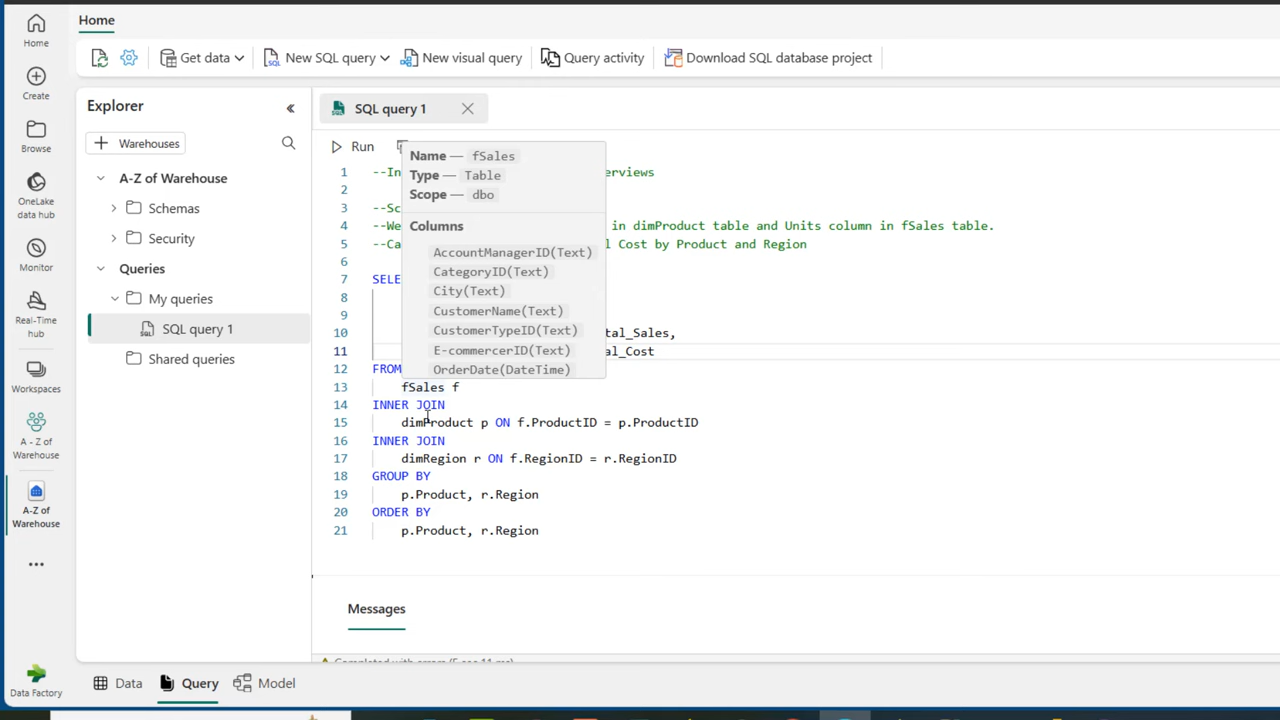 Home
Home
Get data
New SQL query
New visual query
Query activity
Download SQL database project
Create
Browse
OneLake
data hub
Monitor
Real-Time
hub
Workspaces
A - Z of
Warehouse
A-Z of
Warehouse
Data Factory
Explorer
Warehouses
A-Z of Warehouse
Schemas
Security
Queries
My queries
SQL query 1
Shared queries
SQL query 1
Run
Name — fSales
Type — Table
Scope — dbo
Columns
AccountManagerID(Text)
CategoryID(Text)
City(Text)
CustomerName(Text)
CustomerTypeID(Text)
E-commercerID(Text)
OrderDate(DateTime)
1 --In erviews
2
3 --Sc
4 --We in dimProduct table and Units column in fSales table.
5 --Ca l Cost by Product and Region
6
7 SELE
8
9
10 tal_Sales,
11 al_Cost
12 FROM
13 fSales f
14 INNER JOIN
15 dimProduct p ON f.ProductID = p.ProductID
16 INNER JOIN
17 dimRegion r ON f.RegionID = r.RegionID
18 GROUP BY
19 p.Product, r.Region
20 ORDER BY
21 p.Product, r.Region
Messages
Completed with errors (5 sec 11 ms)
Data
Query
Model